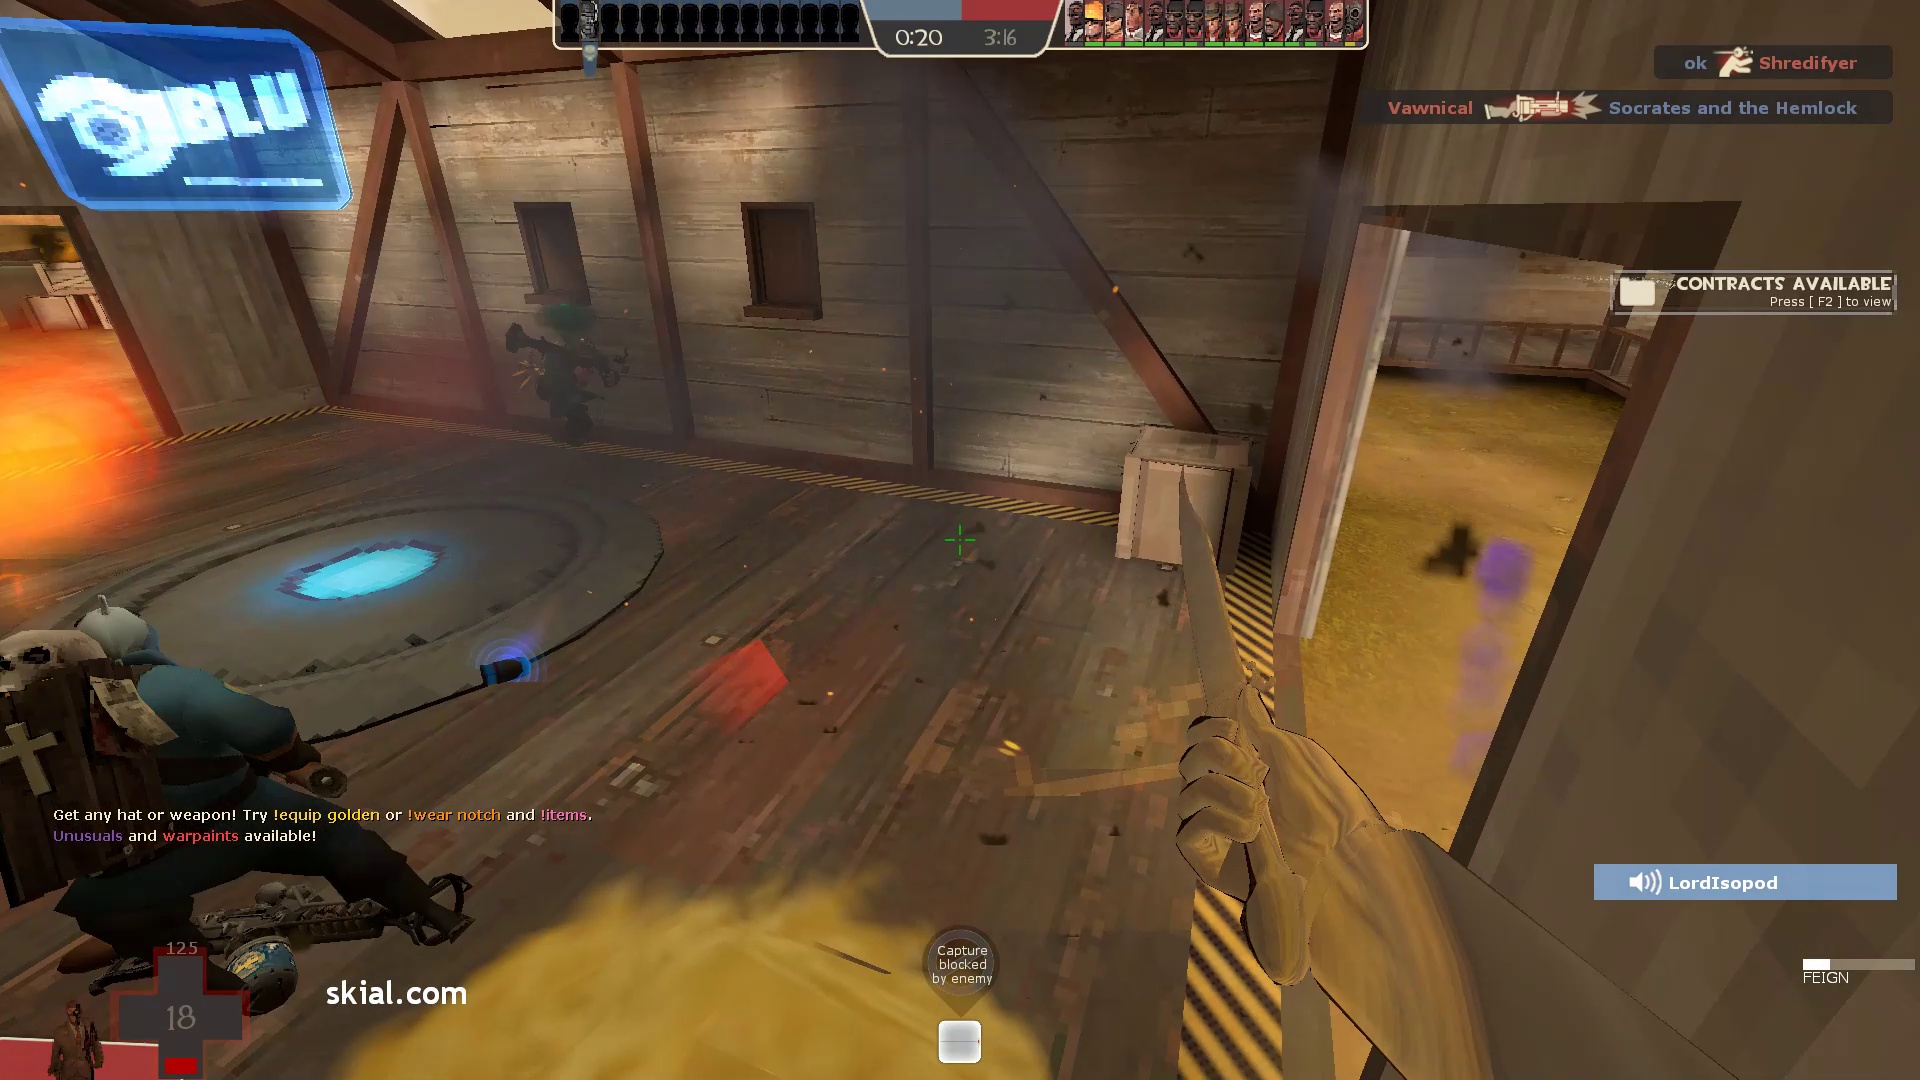 0:20
3:16
BLU
ok Shredifyer
Vawnical Socrates and the Hemlock
CONTRACTS AVAILABLE
Press [ F2 ] to view
Get any hat or weapon! Try !equip golden or !wear notch and !items.
Unusuals and warpaints available!
LordIsopod
125
18
skial.com
Capture
blocked
by enemy
FEIGN